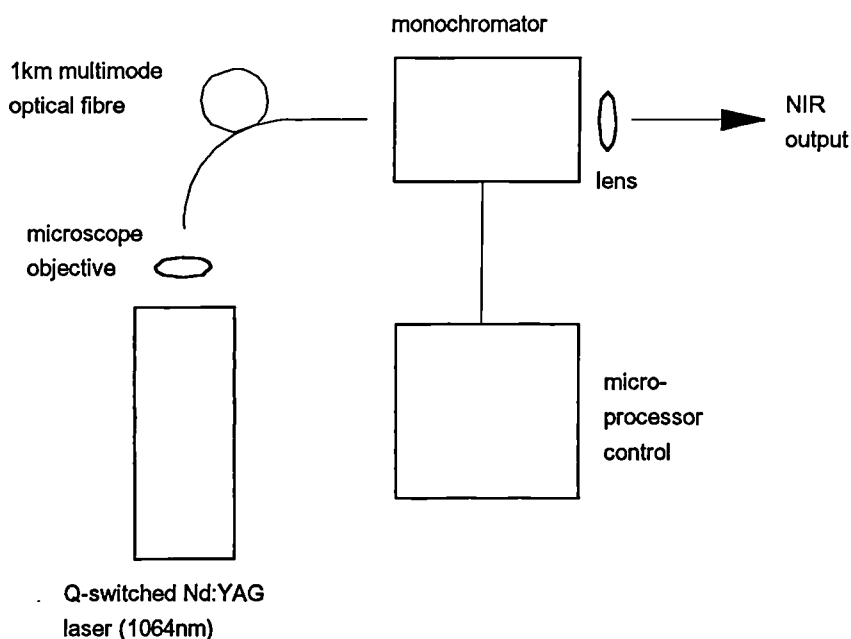 monochromator
1km multimode
optical fibre
NIR
output
lens
microscope
objective
micro-
processor
control
Q-switched Nd:YAG
laser (1064nm)